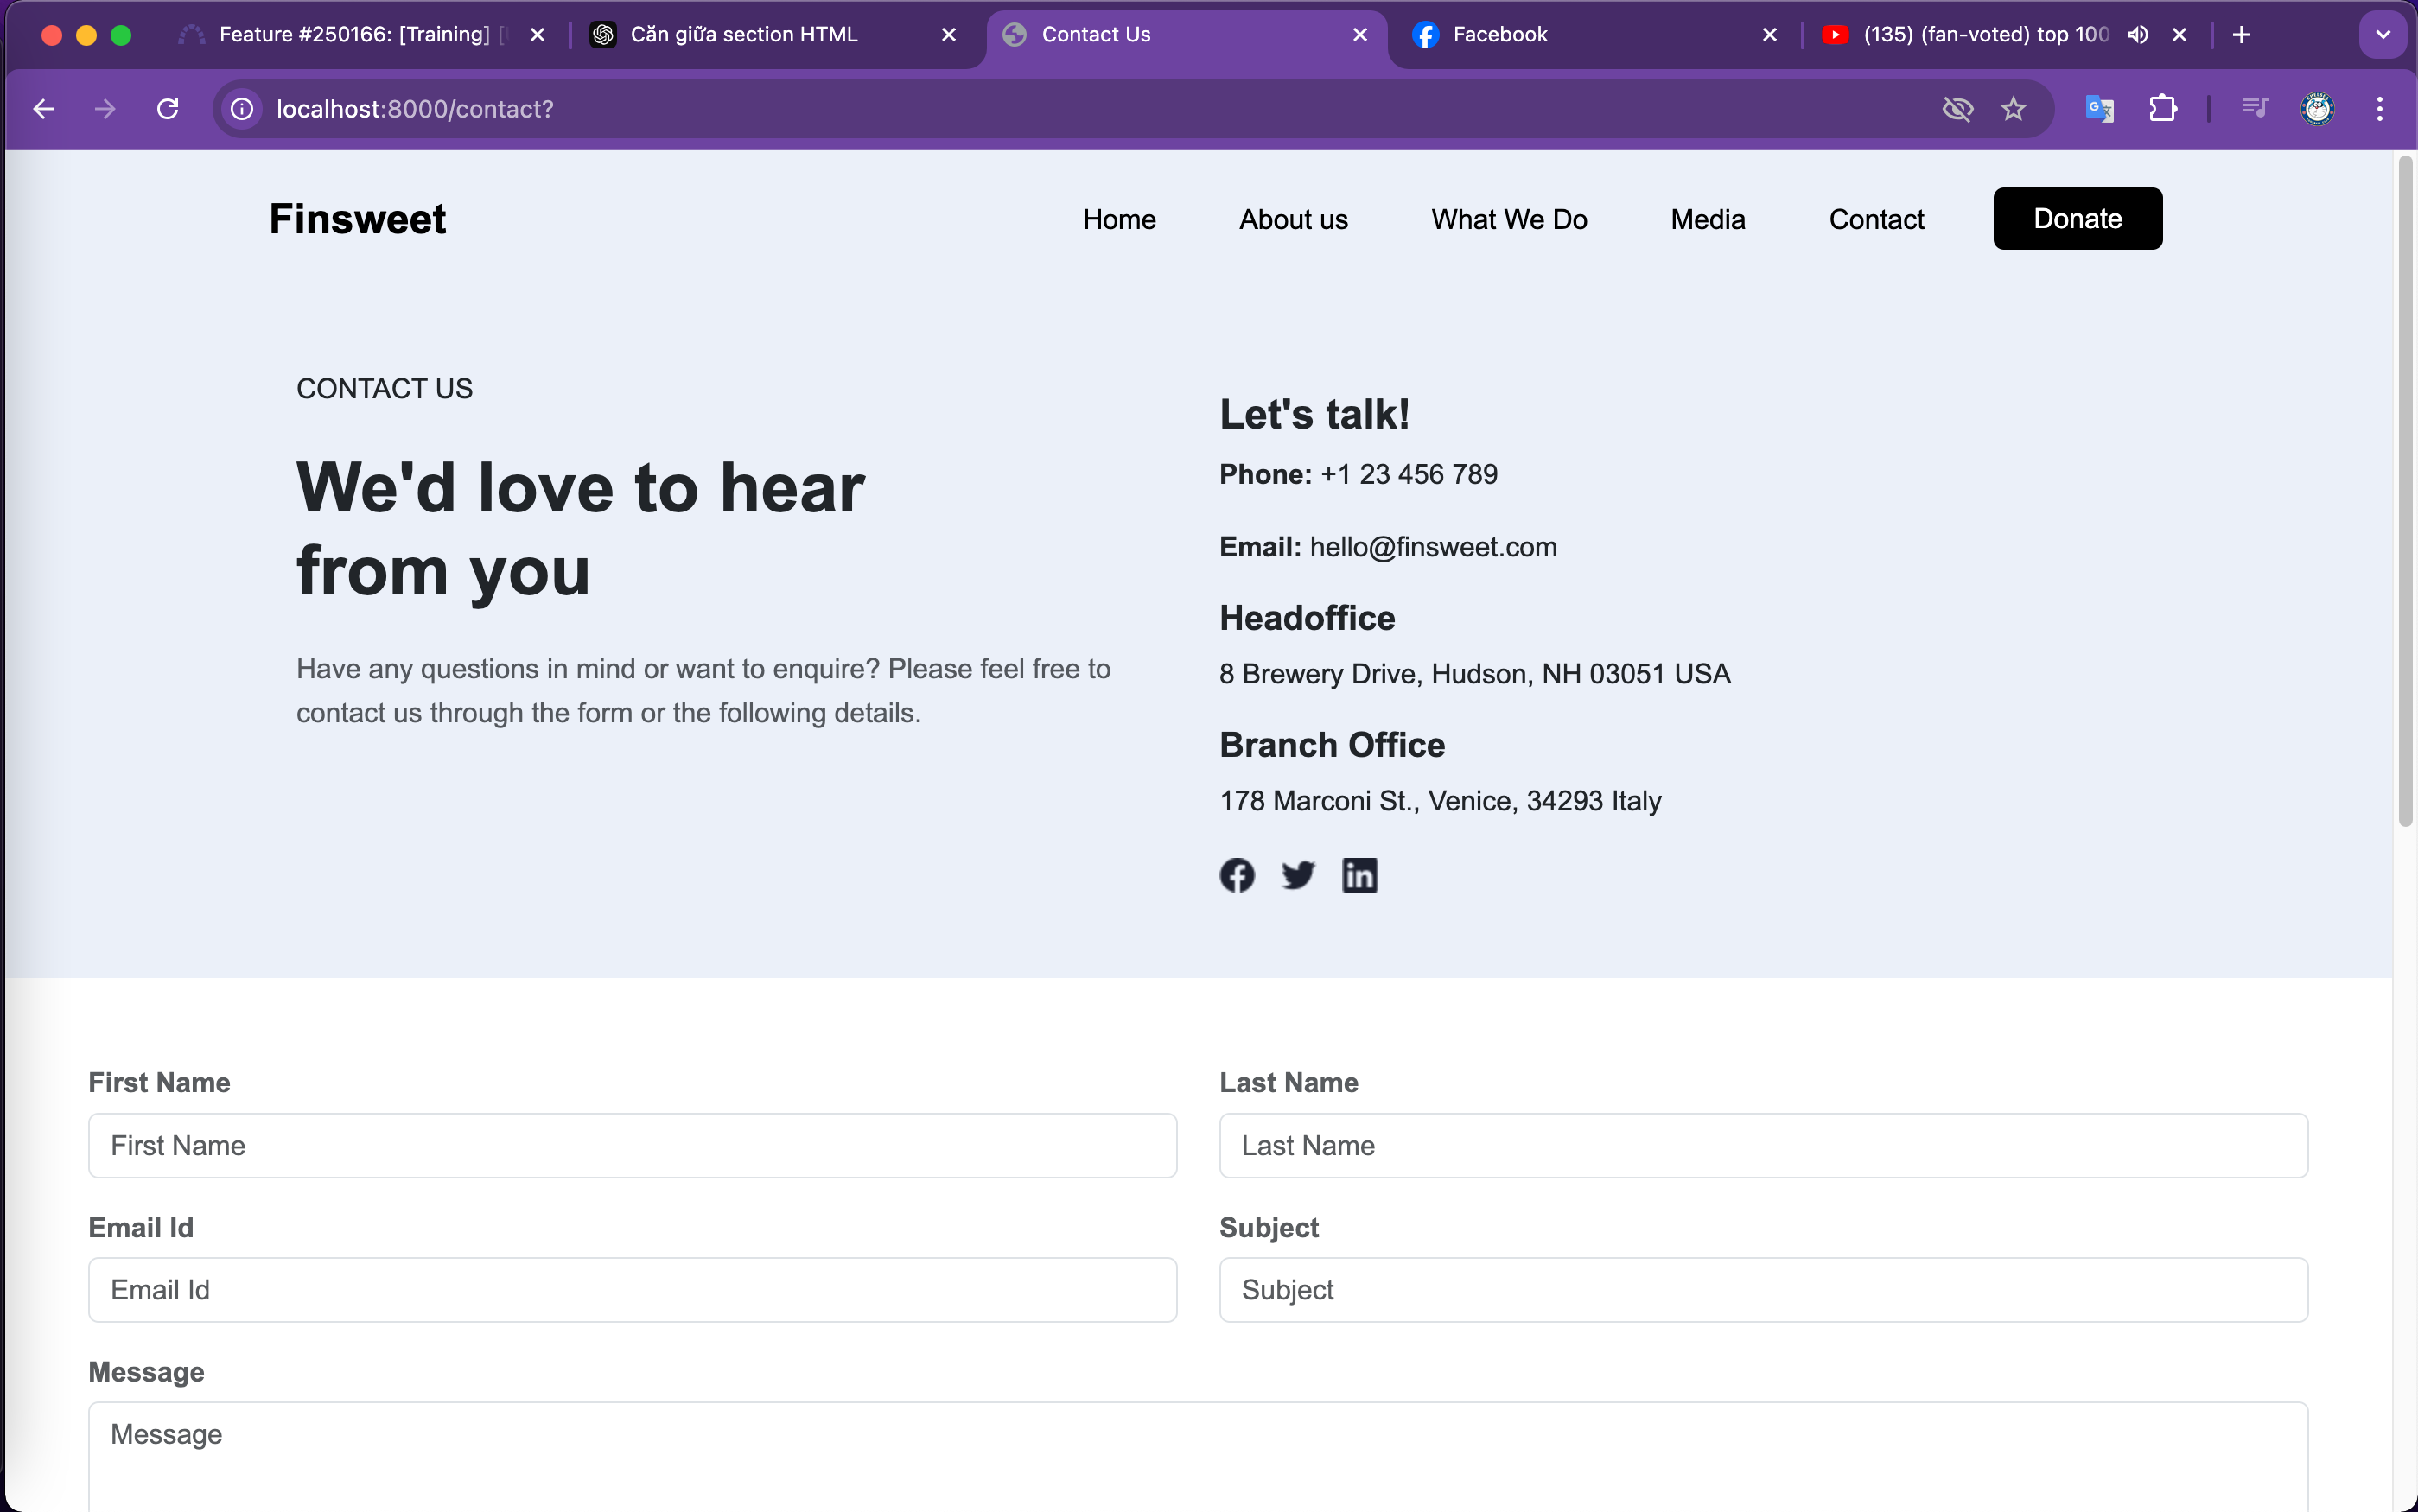 Feature #250166: [Training]
Căn giữa section HTML
Contact Us
Facebook
(135) (fan-voted) top 100
localhost:8000/contact?
Finsweet
Home
About us
What We Do
Media
Contact
Donate
CONTACT US
We'd love to hear
from you
Have any questions in mind or want to enquire? Please feel free to
contact us through the form or the following details.
Let's talk!
Phone: +1 23 456 789
Email: hello@finsweet.com
Headoffice
8 Brewery Drive, Hudson, NH 03051 USA
Branch Office
178 Marconi St., Venice, 34293 Italy
First Name
Last Name
First Name
Last Name
Email Id
Subject
Email Id
Subject
Message
Message